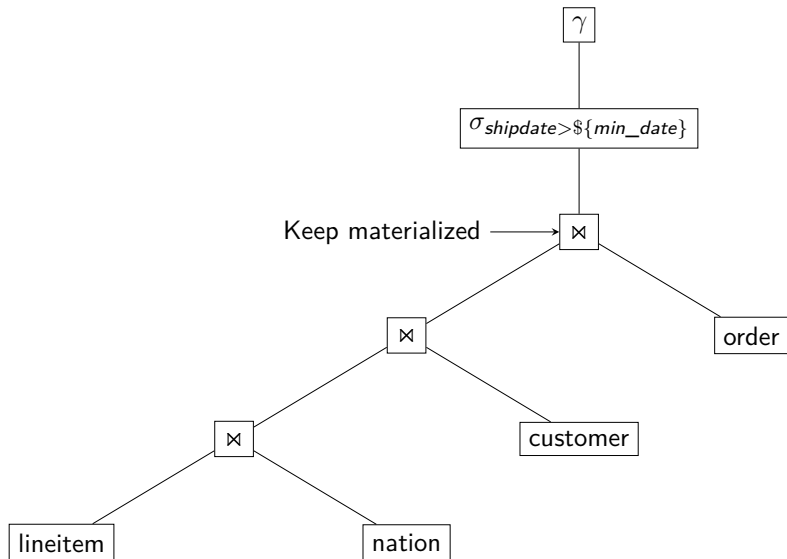 γ
σshipdate>${min_date}
Keep materialized
⋈
⋈
order
⋈
customer
lineitem
nation